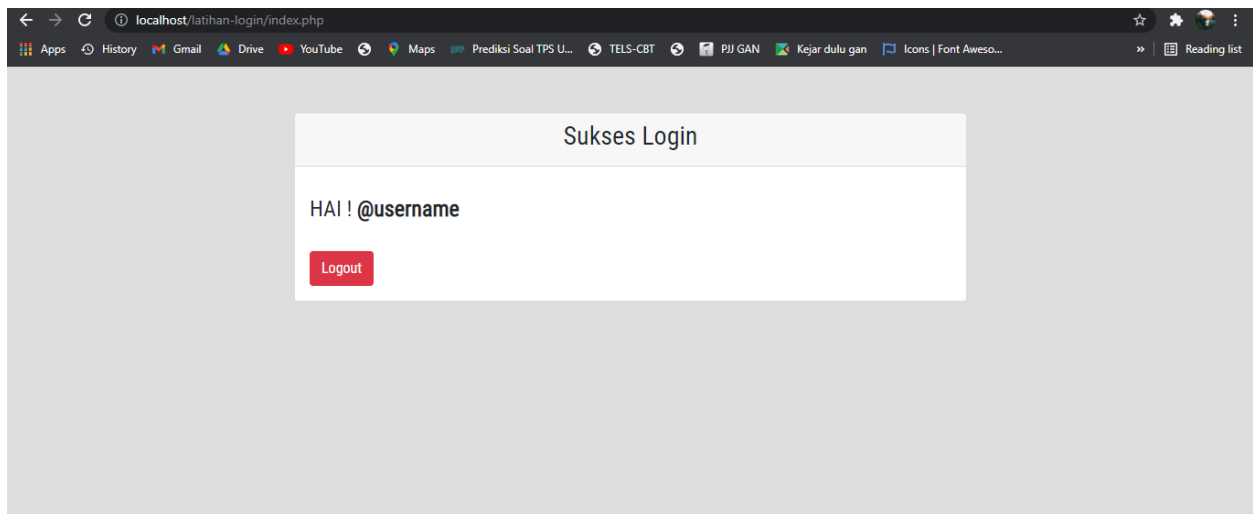 localhost/latihan-login/index.php
Apps History Gmail Drive YouTube Maps Prediksi Soal TPS U... TELS-CBT PJJ GAN Kejar dulu gan Icons | Font Aweso... » Reading list
Sukses Login
HAI ! @username
Logout